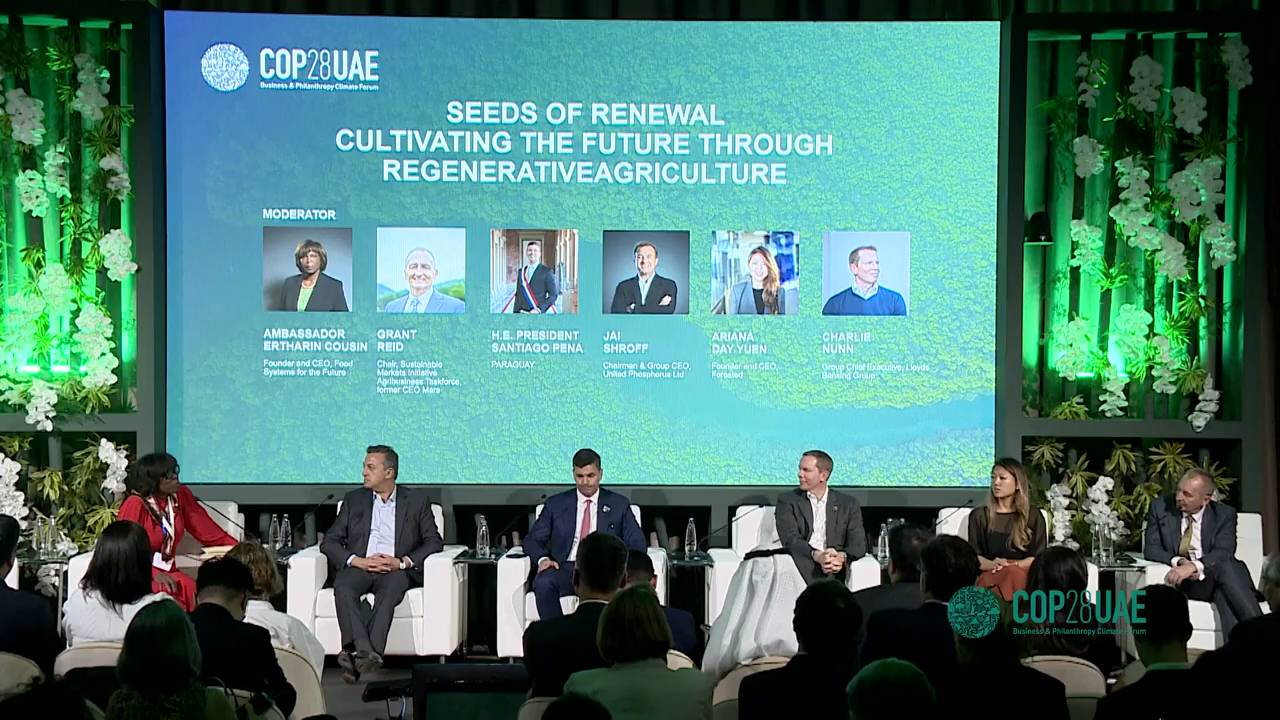 COP28UAE
Business & Philanthropy Climate Forum
SEEDS OF RENEWAL
CULTIVATING THE FUTURE THROUGH
REGENERATIVEAGRICULTURE
MODERATOR
AMBASSADOR
ERTHARIN COUSIN
Founder and CEO, Food
Systems for the Future
GRANT
REID
Chair, Sustainable
Markets Initiative
Agribusiness Taskforce,
former CEO Mars
H.E. PRESIDENT
SANTIAGO PENA
PARAGUAY
JAI
SHROFF
Chairman & Group CEO,
United Phosphorus Ltd
ARIANA
DAY YUEN
Founder and CEO,
Forested
CHARLIE
NUNN
Group Chief Executive, Lloyds
Banking Group
COP28UAE
Business & Philanthropy Climate Forum